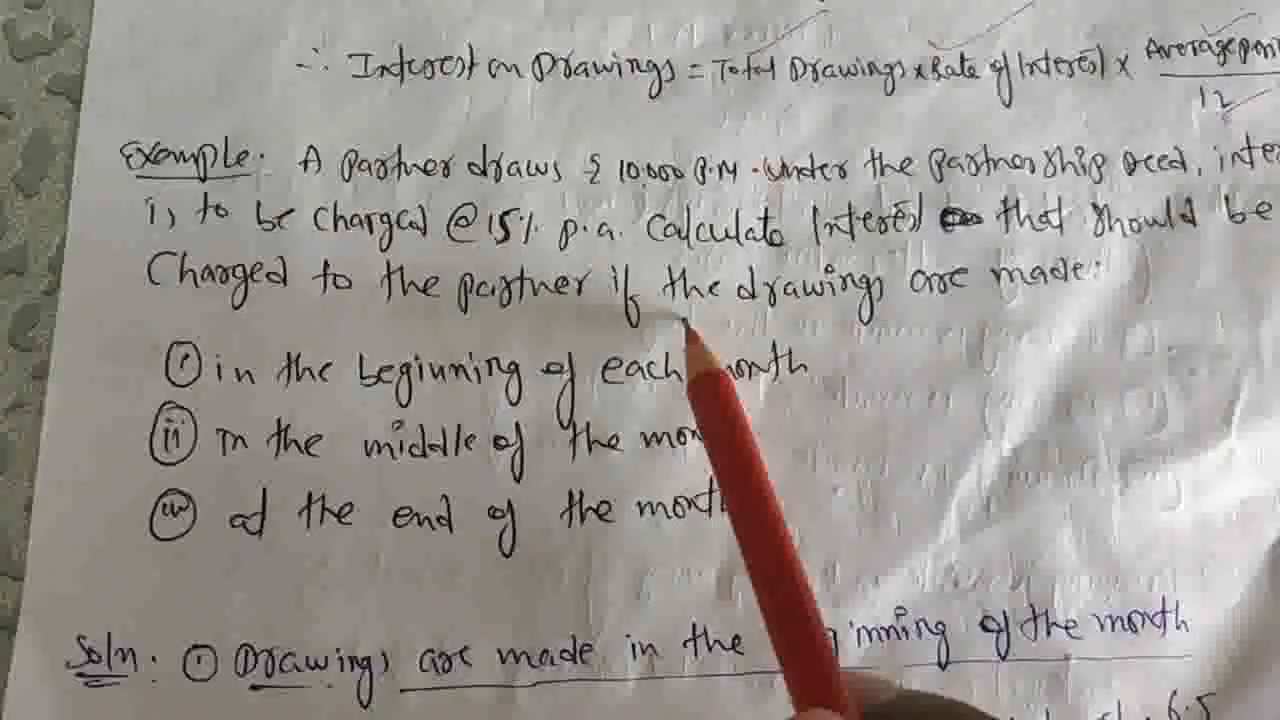 ∴ Interest on Drawings = Total Drawings × Rate of Interest ×
12
Example: A partner draws ₹ 10,000 P.M. Under the partnership Deed, inte
is to be charged @ 15% p.a. Calculate Interest that should be
Charged to the partner if the drawings are made:
(i) in the beginning of each month
(ii) in the middle of the mon
(iii) at the end of the month
Soln: (i) Drawings are made in the inning of the month
6.5